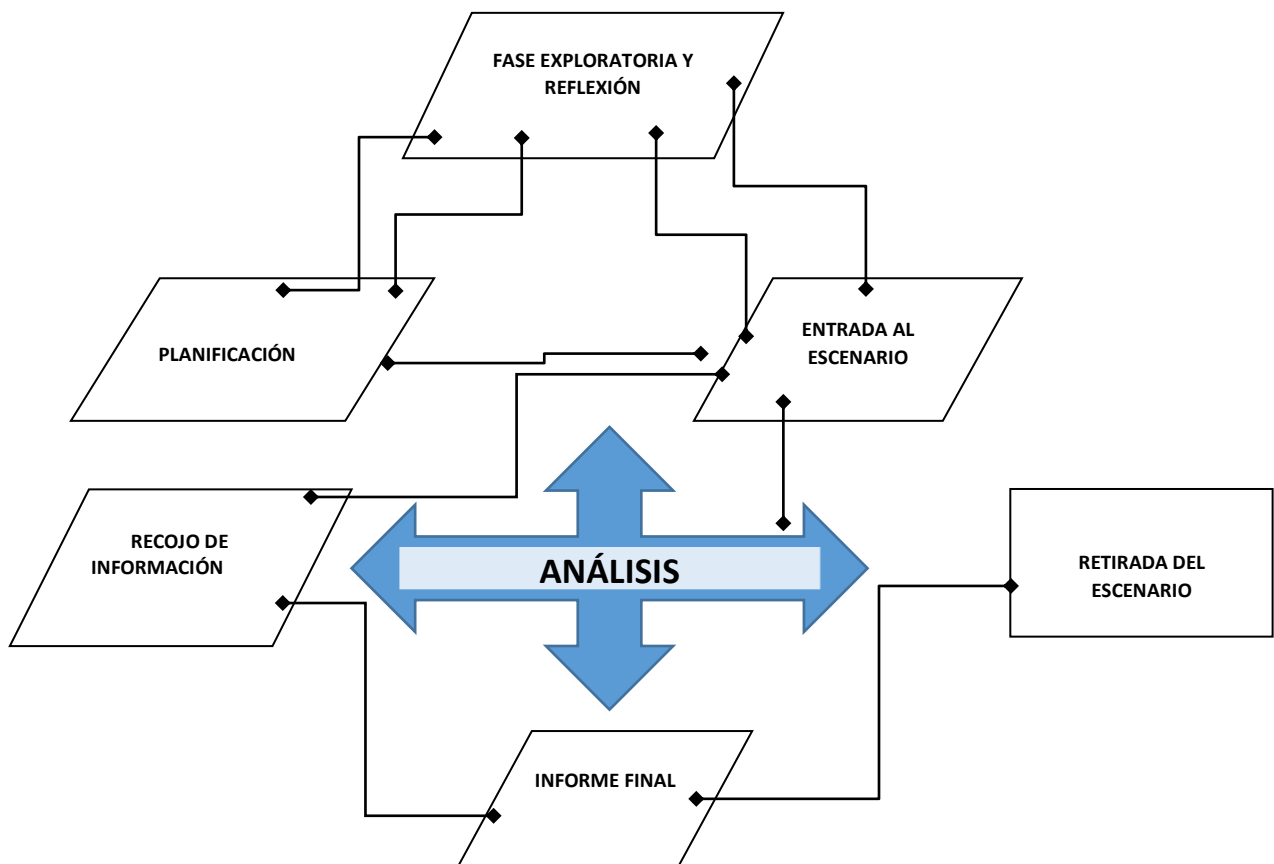 FASE EXPLORATORIA Y
REFLEXIÓN
PLANIFICACIÓN
ENTRADA AL
ESCENARIO
RECOJO DE
INFORMACIÓN
ANÁLISIS
RETIRADA DEL
ESCENARIO
INFORME FINAL